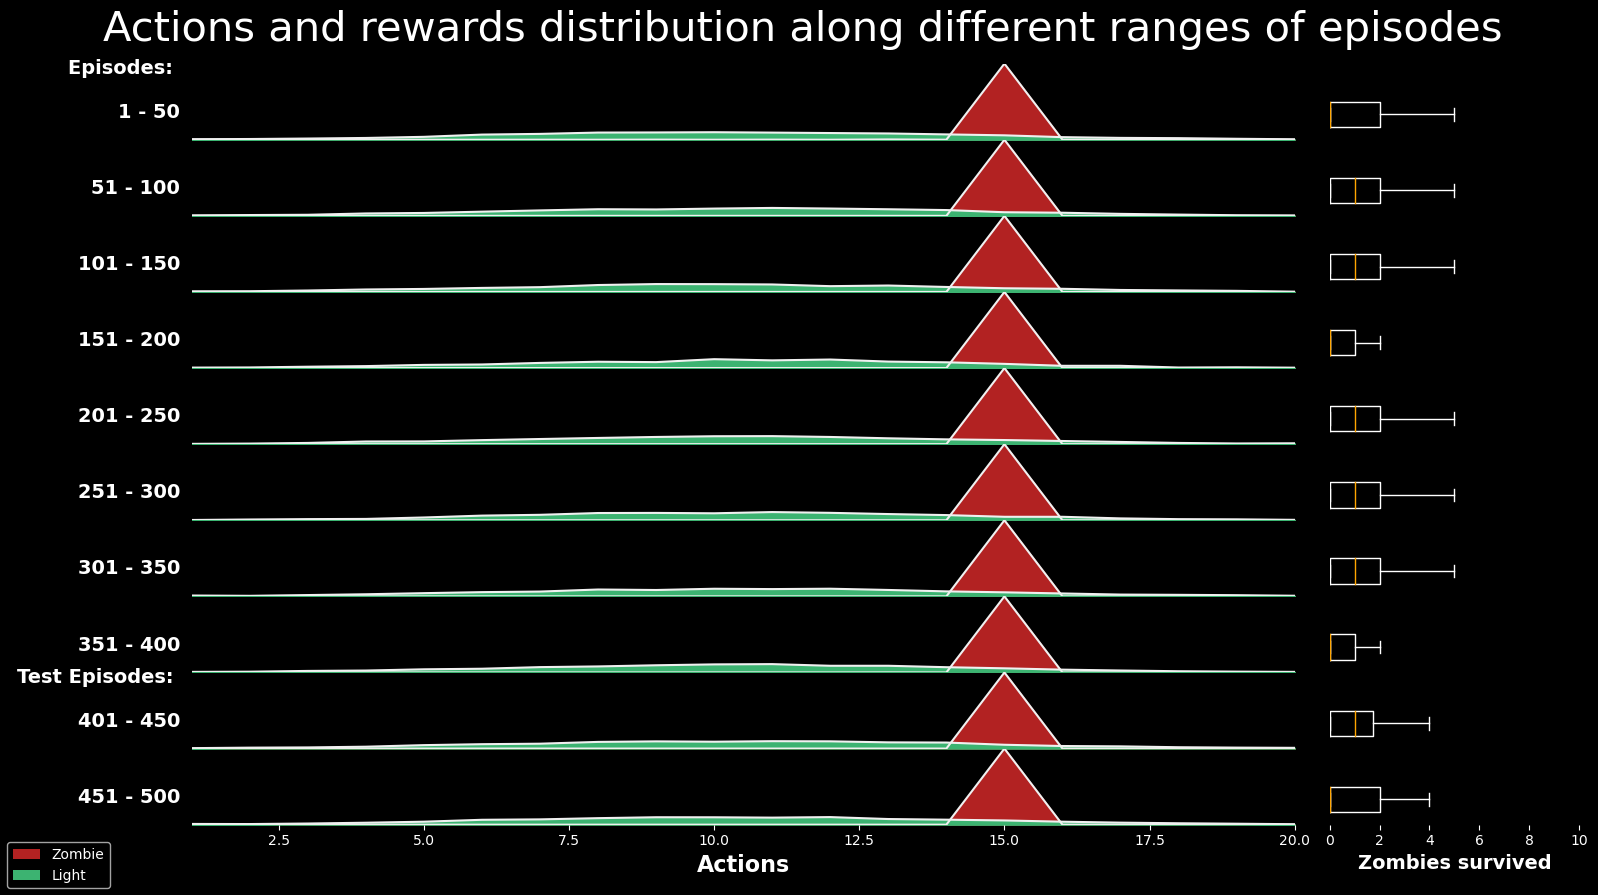 Actions and rewards distribution along different ranges of episodes
Episodes:
1 - 50
51 - 100
101 - 150
151 - 200
201 - 250
251 - 300
301 - 350
351 - 400
Test Episodes:
401 - 450
451 - 500
2.5 5.0 7.5 10.0 12.5 15.0 17.5 20.0 0 2 4 6 8 10
Actions
Zombies survived
Zombie
Light